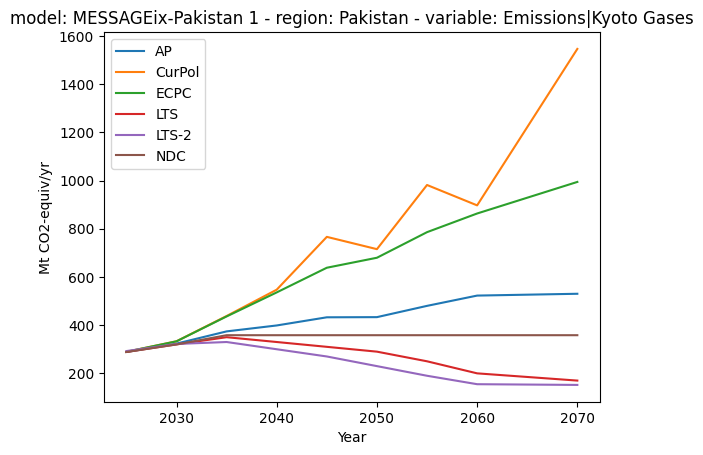 model: MESSAGEix-Pakistan 1 - region: Pakistan - variable: Emissions|Kyoto Gases
1600
1400
1200
1000
800
600
400
200
Mt CO2-equiv/yr
AP
CurPol
ECPC
LTS
LTS-2
NDC
2030
2040
2050
2060
2070
Year